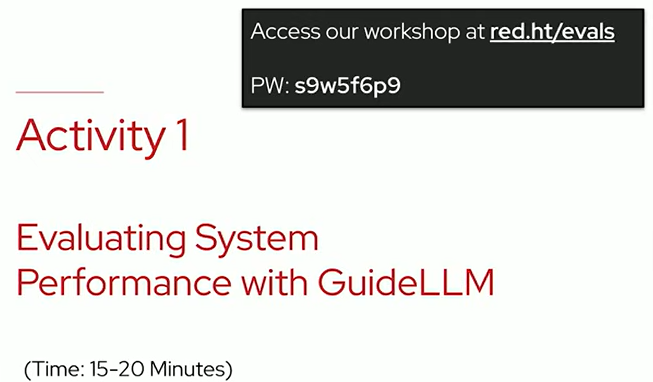 Access our workshop at red.ht/evals
PW: s9w5f6p9
Activity 1
Evaluating System
Performance with GuideLLM
(Time: 15-20 Minutes)